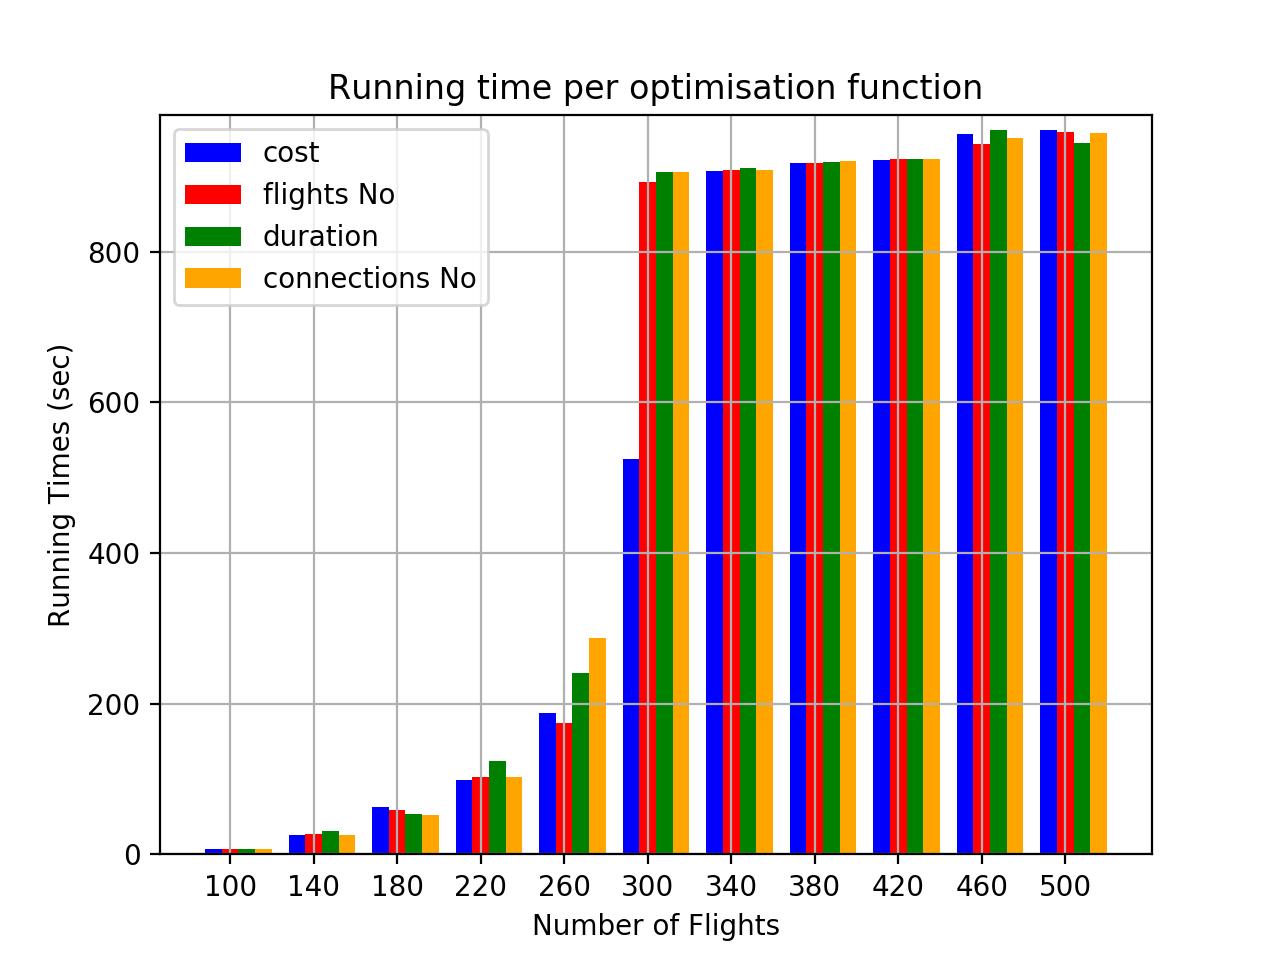 Running time per optimisation function
cost
flights No
duration
connections No
Running Times (sec)
800
600
400
200
0
100 140 180 220 260 300 340 380 420 460 500
Number of Flights